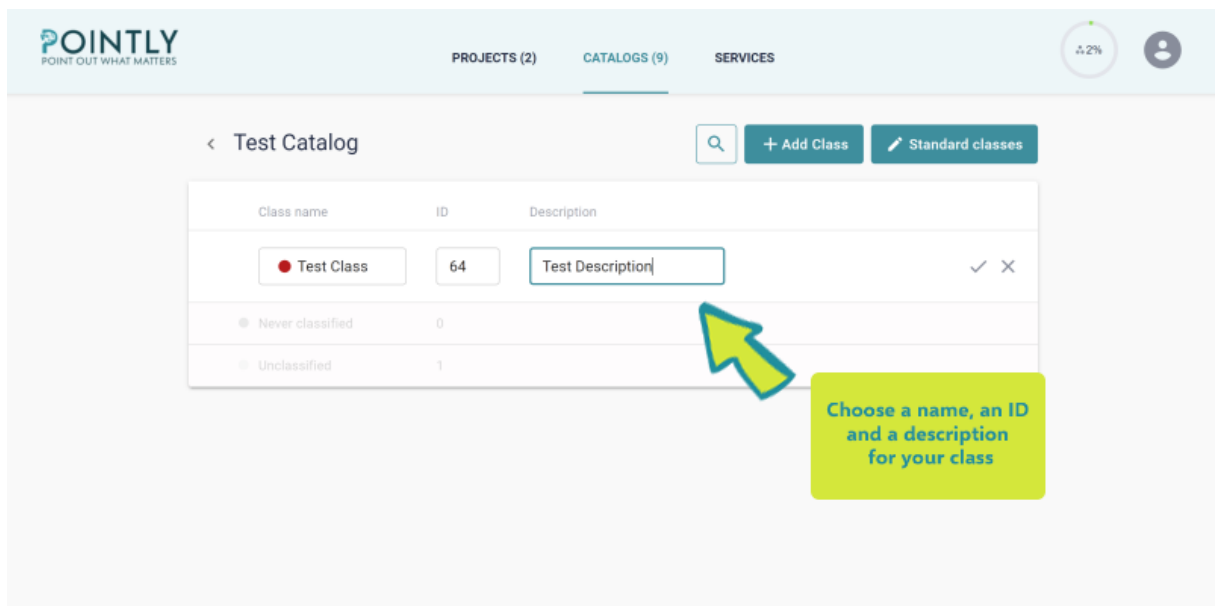 POINTLY
POINT OUT WHAT MATTERS
PROJECTS (2) CATALOGS (9) SERVICES
2%
Test Catalog
+ Add Class
Standard classes
Class name ID Description
Test Class 64 Test Description
Never classified 0
Unclassified 1
Choose a name, an ID
and a description
for your class